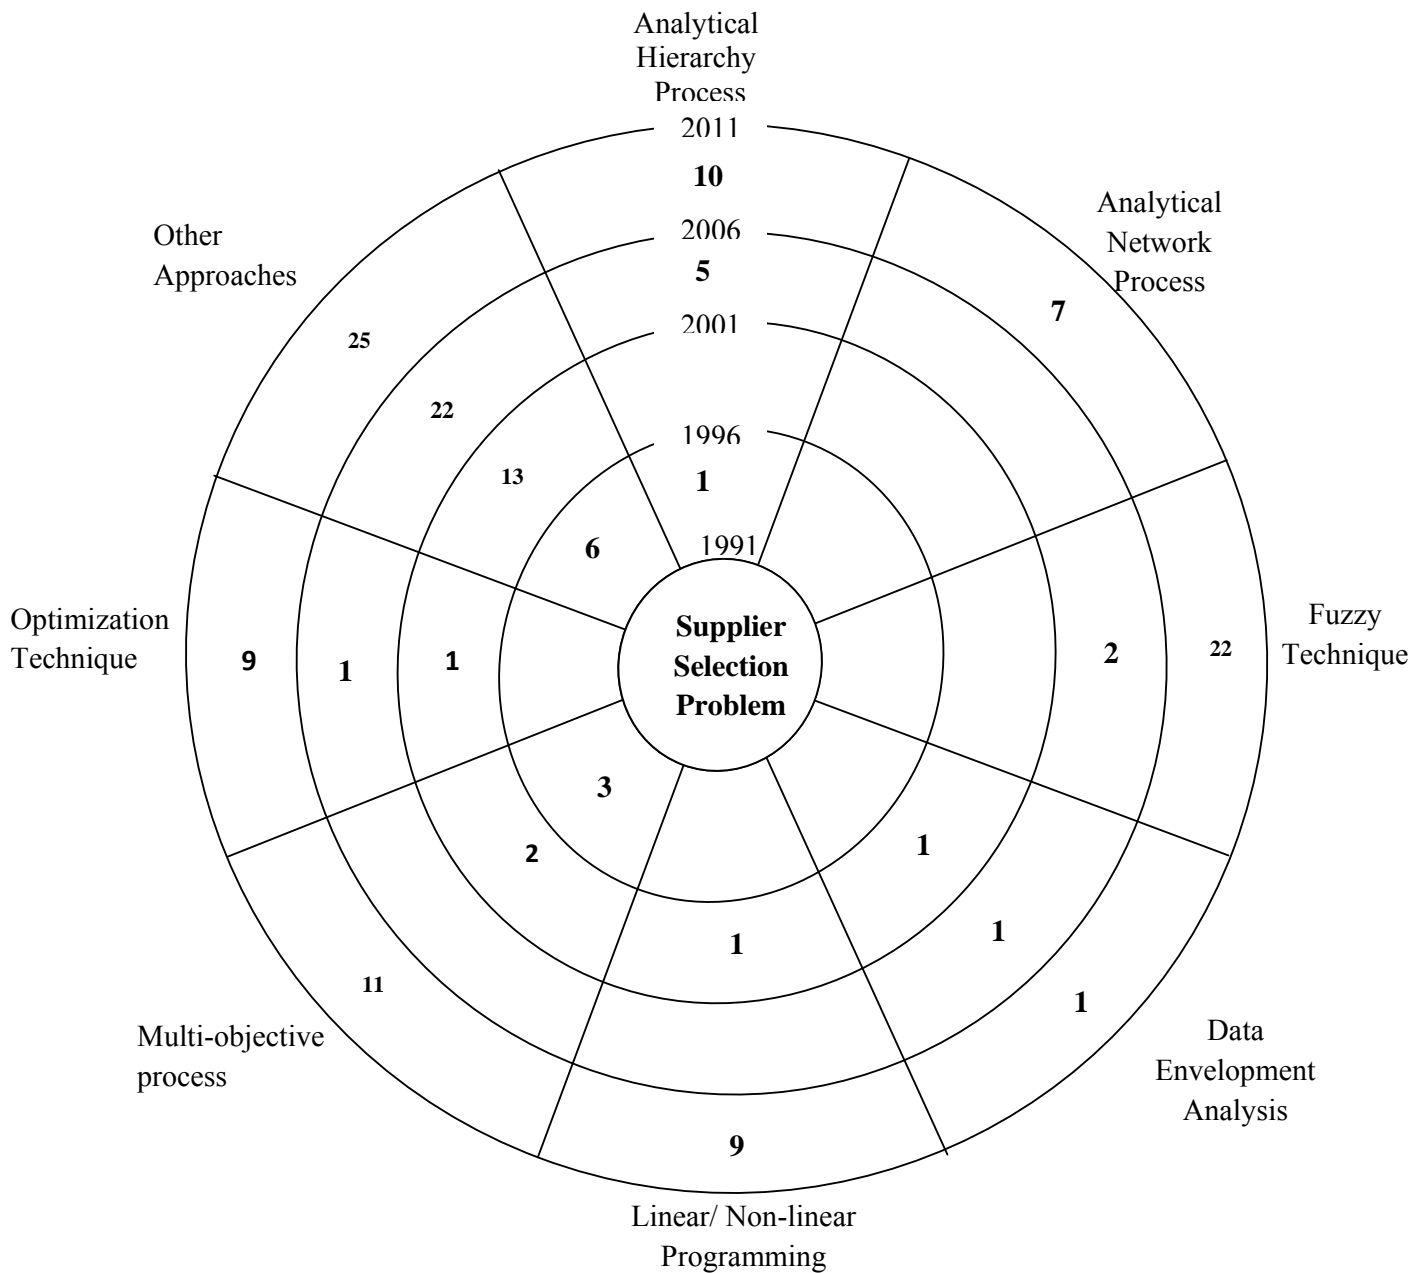 Analytical
Hierarchy
Process
2011
10
Analytical
Network
Process
7
Other
Approaches
2006
5
25
2001
22
1996
13
1
6
1991
Supplier
Selection
Problem
Optimization
Technique
9
1
1
2
22
Fuzzy
Technique
3
2
1
1
1
11
1
Multi-objective
process
Data
Envelopment
Analysis
9
Linear/ Non-linear
Programming